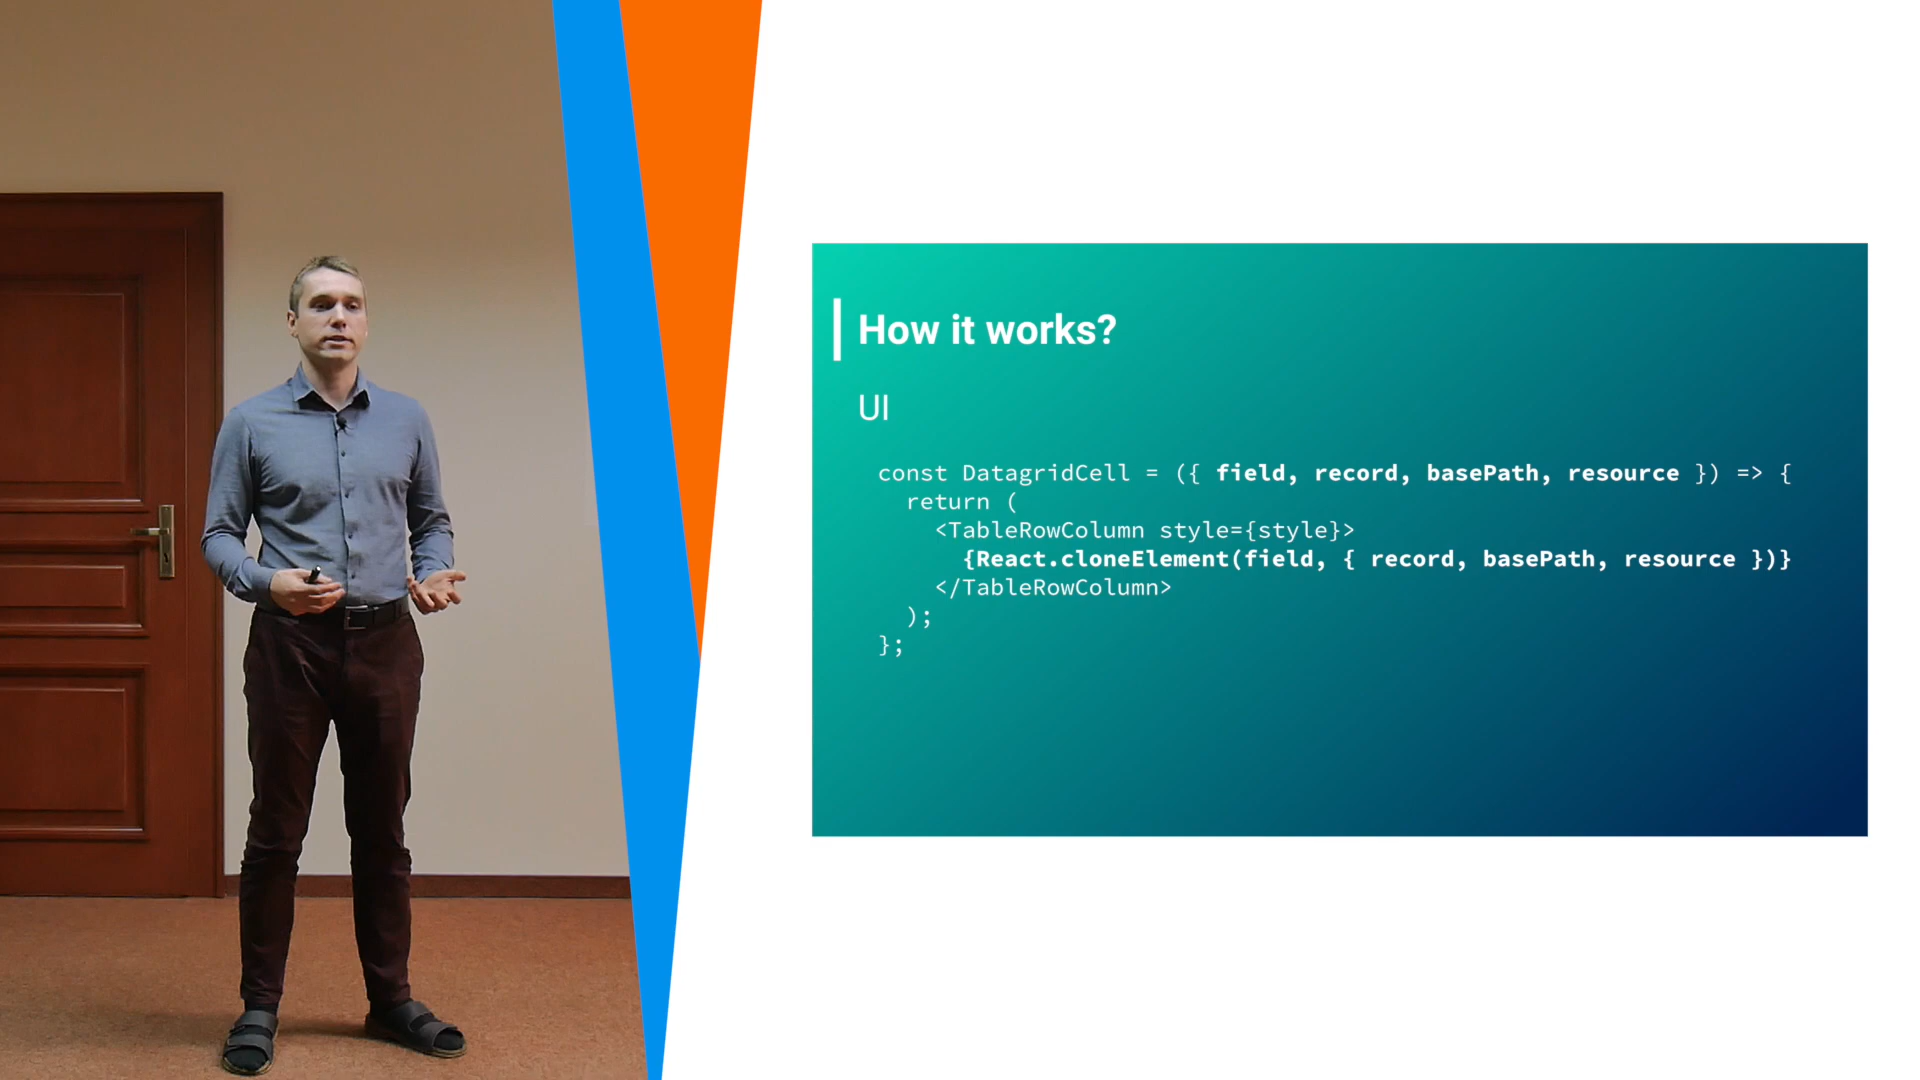 How it works?
UI
const DatagridCell = ({ field, record, basePath, resource }) => {
return (
<TableRowColumn style={style}>
{React.cloneElement(field, { record, basePath, resource })}
</TableRowColumn>
);
};